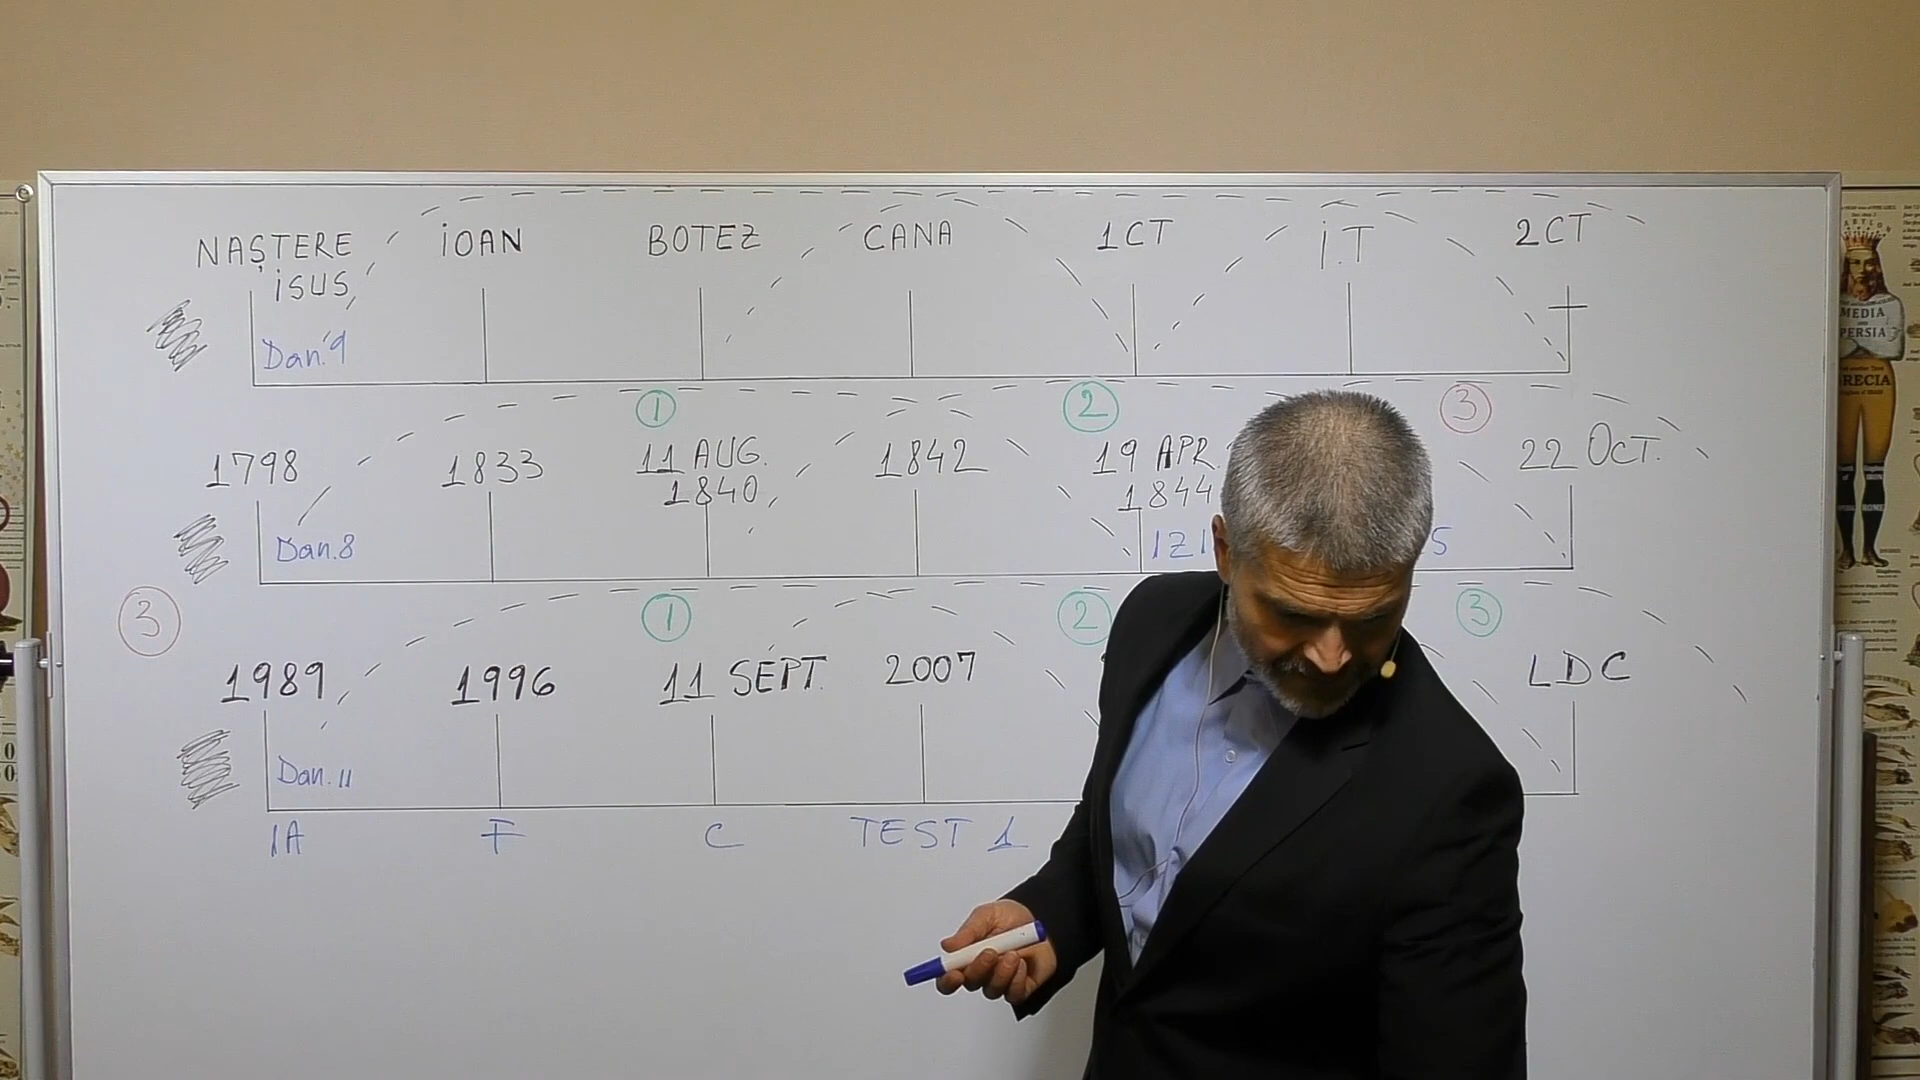 NAȘTERE IOAN BOTEZ CANA 1CT I.T 2CT
ISUS
Dan. 9
1 2 3
1798 1833 11 AUG. 1842 19 APR. 22 OCT.
1840 1844
Dan. 8
3 1 2 3
1989 1996 11 SEPT. 2007 LDC
Dan. 11
IA F C TEST 1
MEDIA
PERSIA